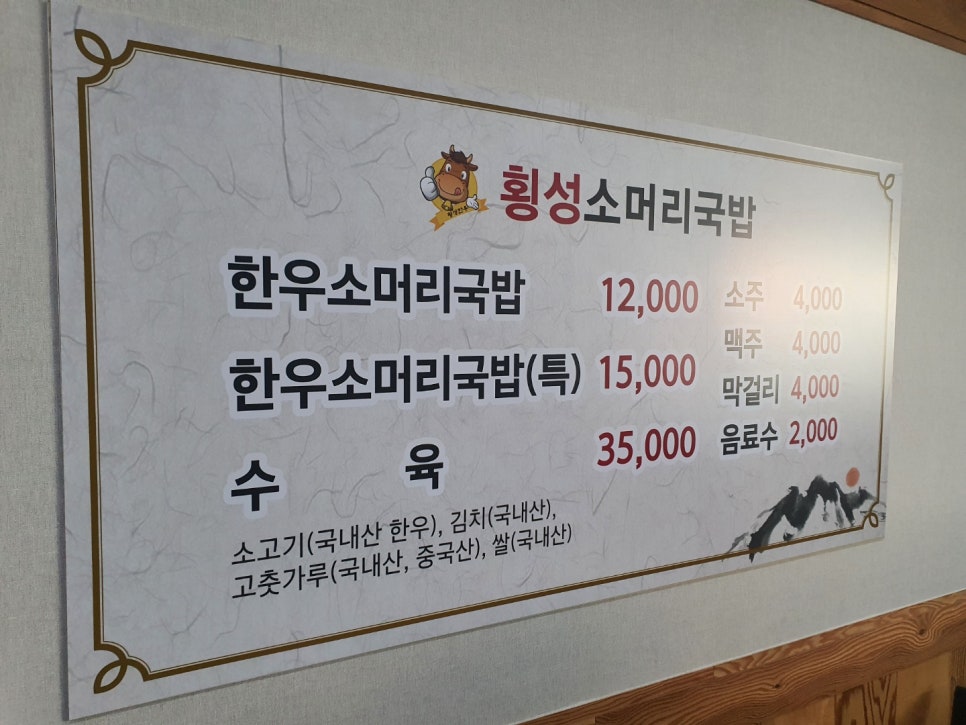 횡성소머리국밥
한우소머리국밥 12,000
한우소머리국밥(특) 15,000
수 육 35,000
소주 4,000
맥주 4,000
막걸리 4,000
음료수 2,000
소고기(국내산 한우), 김치(국내산),
고춧가루(국내산, 중국산), 쌀(국내산)